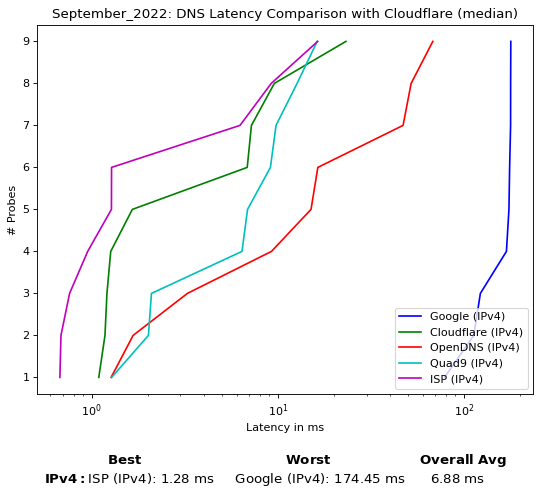 September_2022: DNS Latency Comparison with Cloudflare (median)
9
8
7
6
5
4
3
2
1
# Probes
Google (IPv4)
Cloudflare (IPv4)
OpenDNS (IPv4)
Quad9 (IPv4)
ISP (IPv4)
10⁰ 10¹ 10²
Latency in ms
Best Worst Overall Avg
IPv4: ISP (IPv4): 1.28 ms Google (IPv4): 174.45 ms 6.88 ms